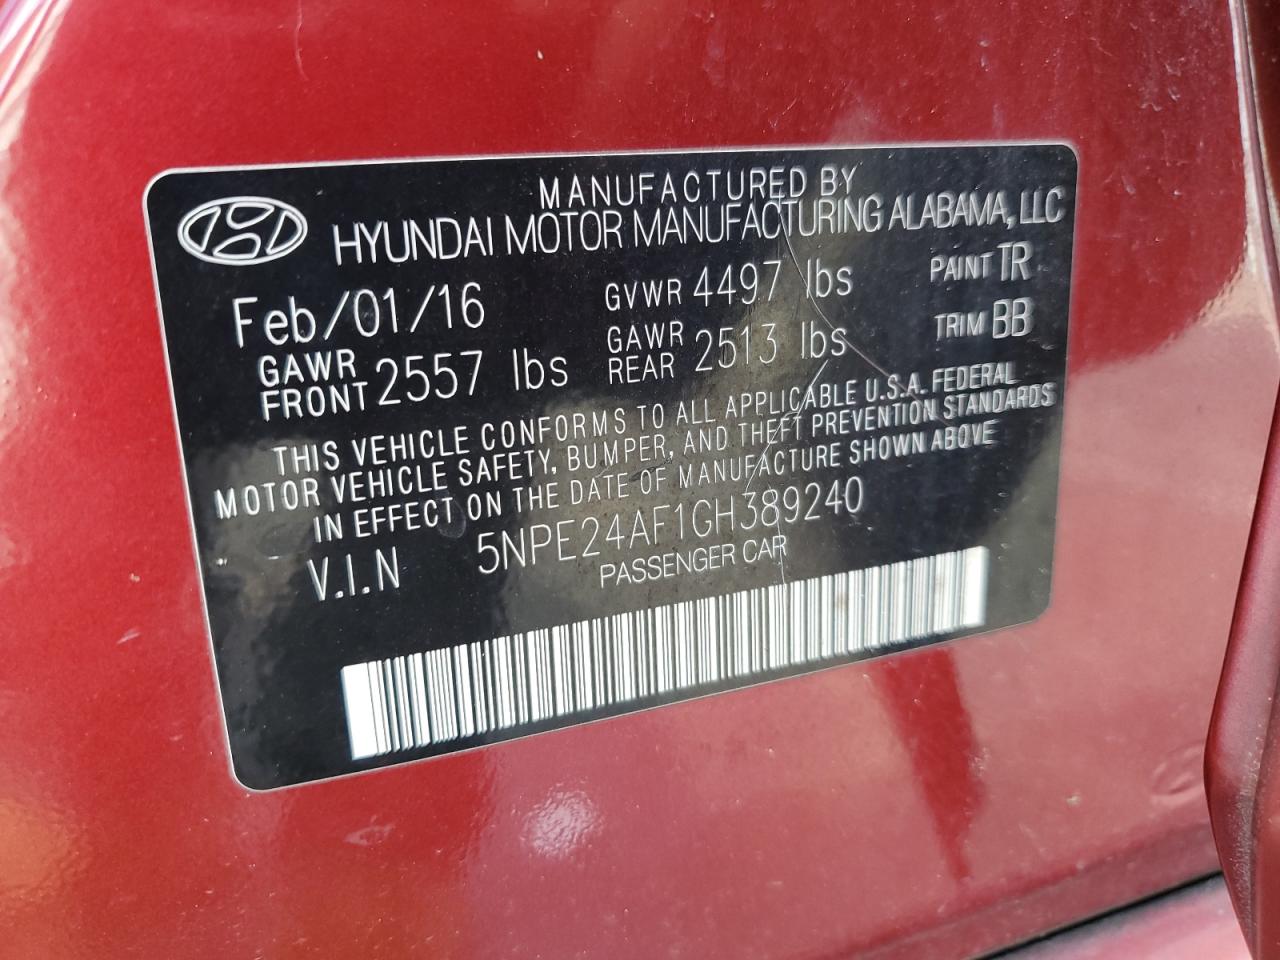 MANUFACTURED BY
HYUNDAI MOTOR MANUFACTURING ALABAMA, LLC
Feb/01/16 GVWR 4497 lbs PAINT TR
GAWR FRONT 2557 lbs GAWR REAR 2513 lbs TRIM BB
THIS VEHICLE CONFORMS TO ALL APPLICABLE U.S.A. FEDERAL
MOTOR VEHICLE SAFETY, BUMPER, AND THEFT PREVENTION STANDARDS
IN EFFECT ON THE DATE OF MANUFACTURE SHOWN ABOVE
V.I.N 5NPE24AF1GH389240
PASSENGER CAR